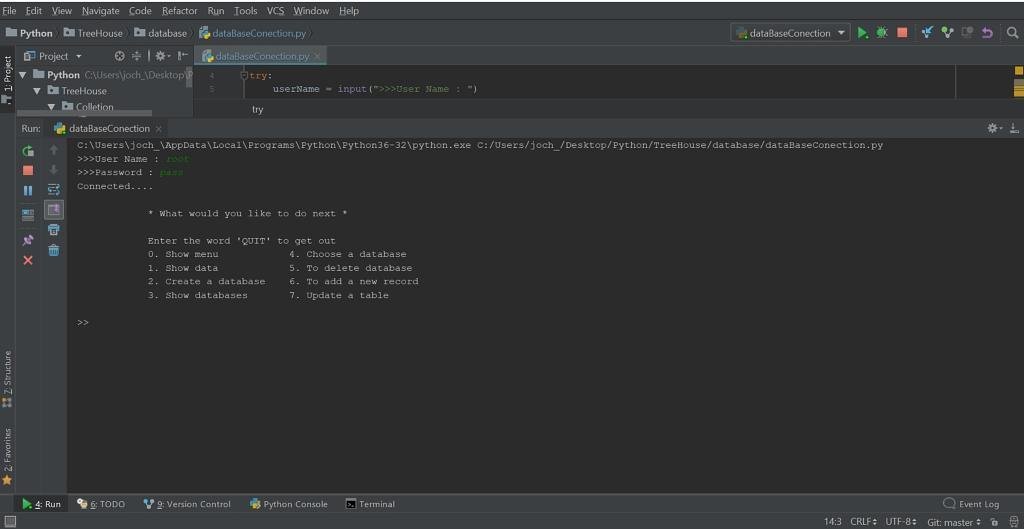 File Edit View Navigate Code Refactor Run Tools VCS Window Help
Python TreeHouse database dataBaseConection.py dataBaseConection
1: Project Project dataBaseConection.py
Python C:\Users\joch_\Desktop\P
TreeHouse
Colletion
4 try:
5 userName = input(">>>User Name : ")
try
Run: dataBaseConection
C:\Users\joch_\AppData\Local\Programs\Python\Python36-32\python.exe C:/Users/joch_/Desktop/Python/TreeHouse/database/dataBaseConection.py
>>>User Name : root
>>>Password : pass
Connected....
* What would you like to do next *
Enter the word 'QUIT' to get out
0. Show menu 4. Choose a database
1. Show data 5. To delete database
2. Create a database 6. To add a new record
3. Show databases 7. Update a table
>>
7: Structure
2: Favorites
4: Run 6: TODO 9: Version Control Python Console Terminal Event Log
14:3 CRLF UTF-8 Git: master